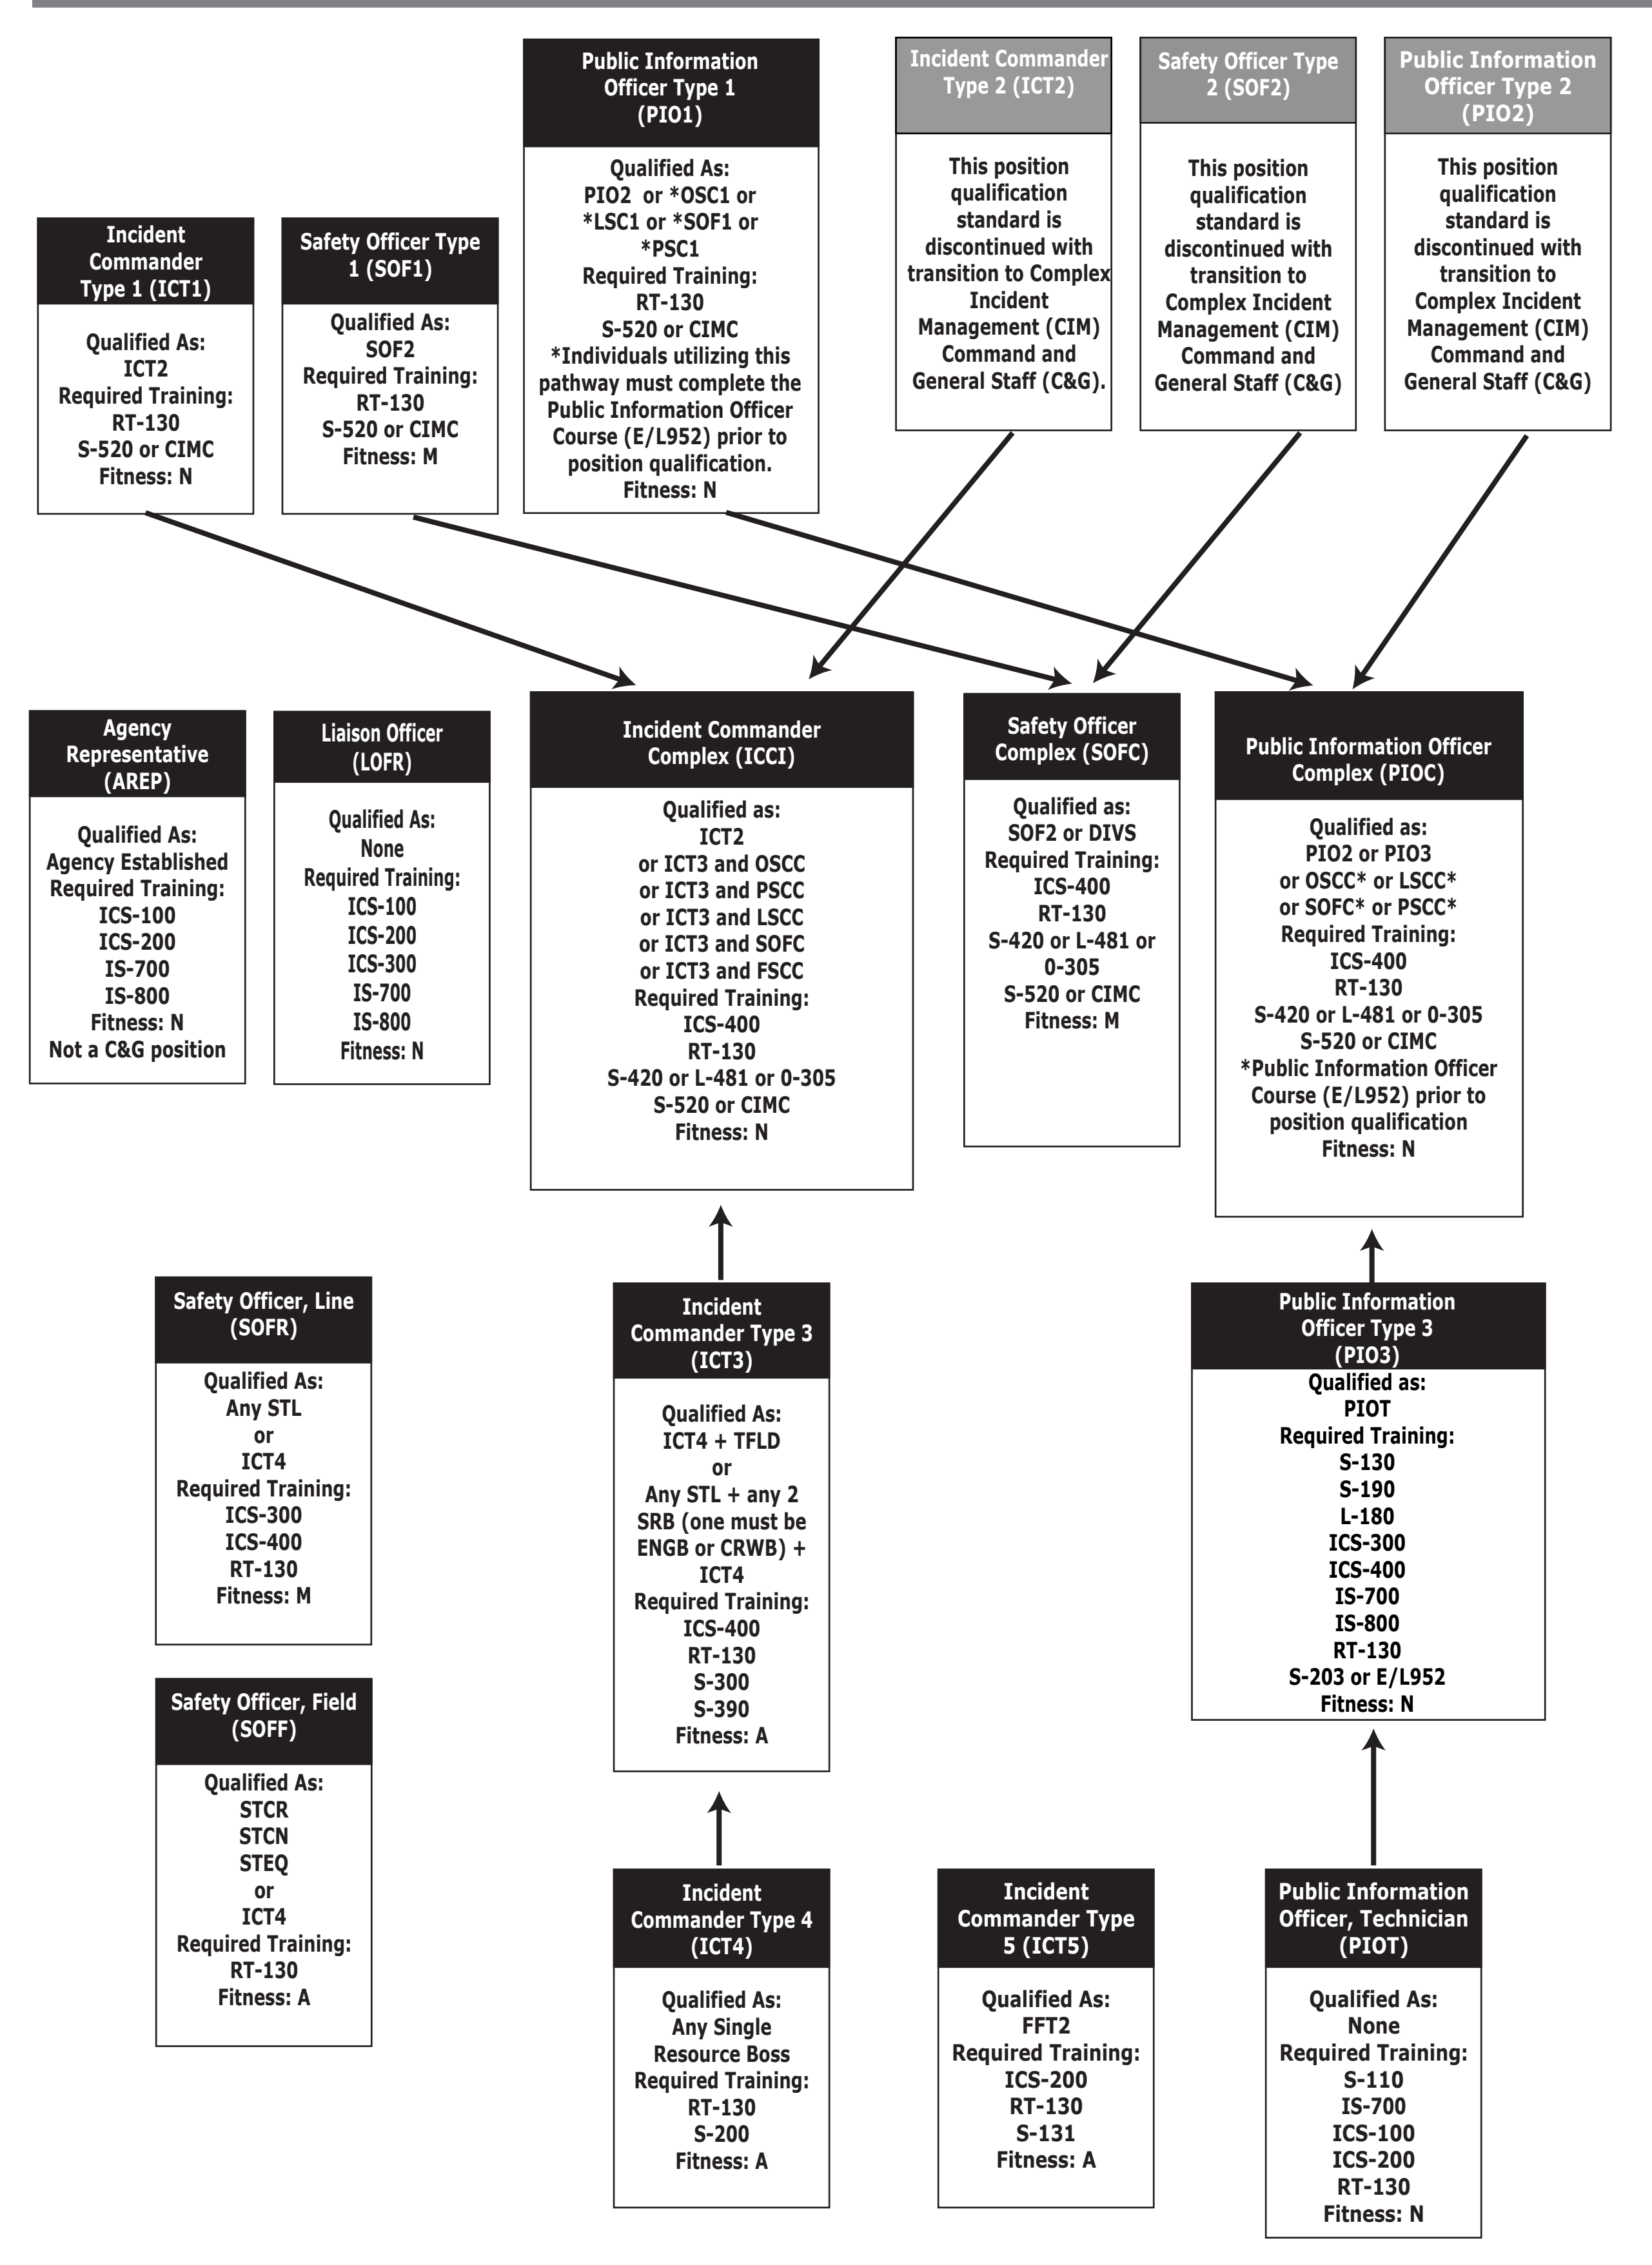 Public Information
Officer Type 1
(PIO1)
Qualified As:
PIO2 or *OSC1 or
*LSC1 or *SOF1 or
*PSC1
Required Training:
RT-130
S-520 or CIMC
*Individuals utilizing this
pathway must complete the
Public Information Officer
Course (E/L952) prior to
position qualification.
Fitness: N
Incident Commander
Type 2 (ICT2)
This position
qualification
standard is
discontinued with
transition to Complex
Incident
Management (CIM)
Command and
General Staff (C&G).
Safety Officer Type
2 (SOF2)
This position
qualification
standard is
discontinued with
transition to
Complex Incident
Management (CIM)
Command and
General Staff (C&G)
Public Information
Officer Type 2
(PIO2)
This position
qualification
standard is
discontinued with
transition to
Complex Incident
Management (CIM)
Command and
General Staff (C&G)
Incident
Commander
Type 1 (ICT1)
Qualified As:
ICT2
Required Training:
RT-130
S-520 or CIMC
Fitness: N
Safety Officer Type
1 (SOF1)
Qualified As:
SOF2
Required Training:
RT-130
S-520 or CIMC
Fitness: M
Agency
Representative
(AREP)
Qualified As:
Agency Established
Required Training:
ICS-100
ICS-200
IS-700
IS-800
Fitness: N
Not a C&G position
Liaison Officer
(LOFR)
Qualified As:
None
Required Training:
ICS-100
ICS-200
ICS-300
IS-700
IS-800
Fitness: N
Incident Commander
Complex (ICCI)
Qualified as:
ICT2
or ICT3 and OSCC
or ICT3 and PSCC
or ICT3 and LSCC
or ICT3 and SOFC
or ICT3 and FSCC
Required Training:
ICS-400
RT-130
S-420 or L-481 or 0-305
S-520 or CIMC
Fitness: N
Safety Officer
Complex (SOFC)
Qualified as:
SOF2 or DIVS
Required Training:
ICS-400
RT-130
S-420 or L-481 or
0-305
S-520 or CIMC
Fitness: M
Public Information Officer
Complex (PIOC)
Qualified as:
PIO2 or PIO3
or OSCC* or LSCC*
or SOFC* or PSCC*
Required Training:
ICS-400
RT-130
S-420 or L-481 or 0-305
S-520 or CIMC
*Public Information Officer
Course (E/L952) prior to
position qualification
Fitness: N
Safety Officer, Line
(SOFR)
Qualified As:
Any STL
or
ICT4
Required Training:
ICS-300
ICS-400
RT-130
Fitness: M
Incident
Commander Type 3
(ICT3)
Qualified As:
ICT4 + TFLD
or
Any STL + any 2
SRB (one must be
ENGB or CRWB) +
ICT4
Required Training:
ICS-400
RT-130
S-300
S-390
Fitness: A
Public Information
Officer Type 3
(PIO3)
Qualified as:
PIOT
Required Training:
S-130
S-190
L-180
ICS-300
ICS-400
IS-700
IS-800
RT-130
S-203 or E/L952
Fitness: N
Safety Officer, Field
(SOFF)
Qualified As:
STCR
STCN
STEQ
or
ICT4
Required Training:
RT-130
Fitness: A
Incident
Commander Type 4
(ICT4)
Qualified As:
Any Single
Resource Boss
Required Training:
RT-130
S-200
Fitness: A
Incident
Commander Type
5 (ICT5)
Qualified As:
FFT2
Required Training:
ICS-200
RT-130
S-131
Fitness: A
Public Information
Officer, Technician
(PIOT)
Qualified As:
None
Required Training:
S-110
IS-700
ICS-100
ICS-200
RT-130
Fitness: N